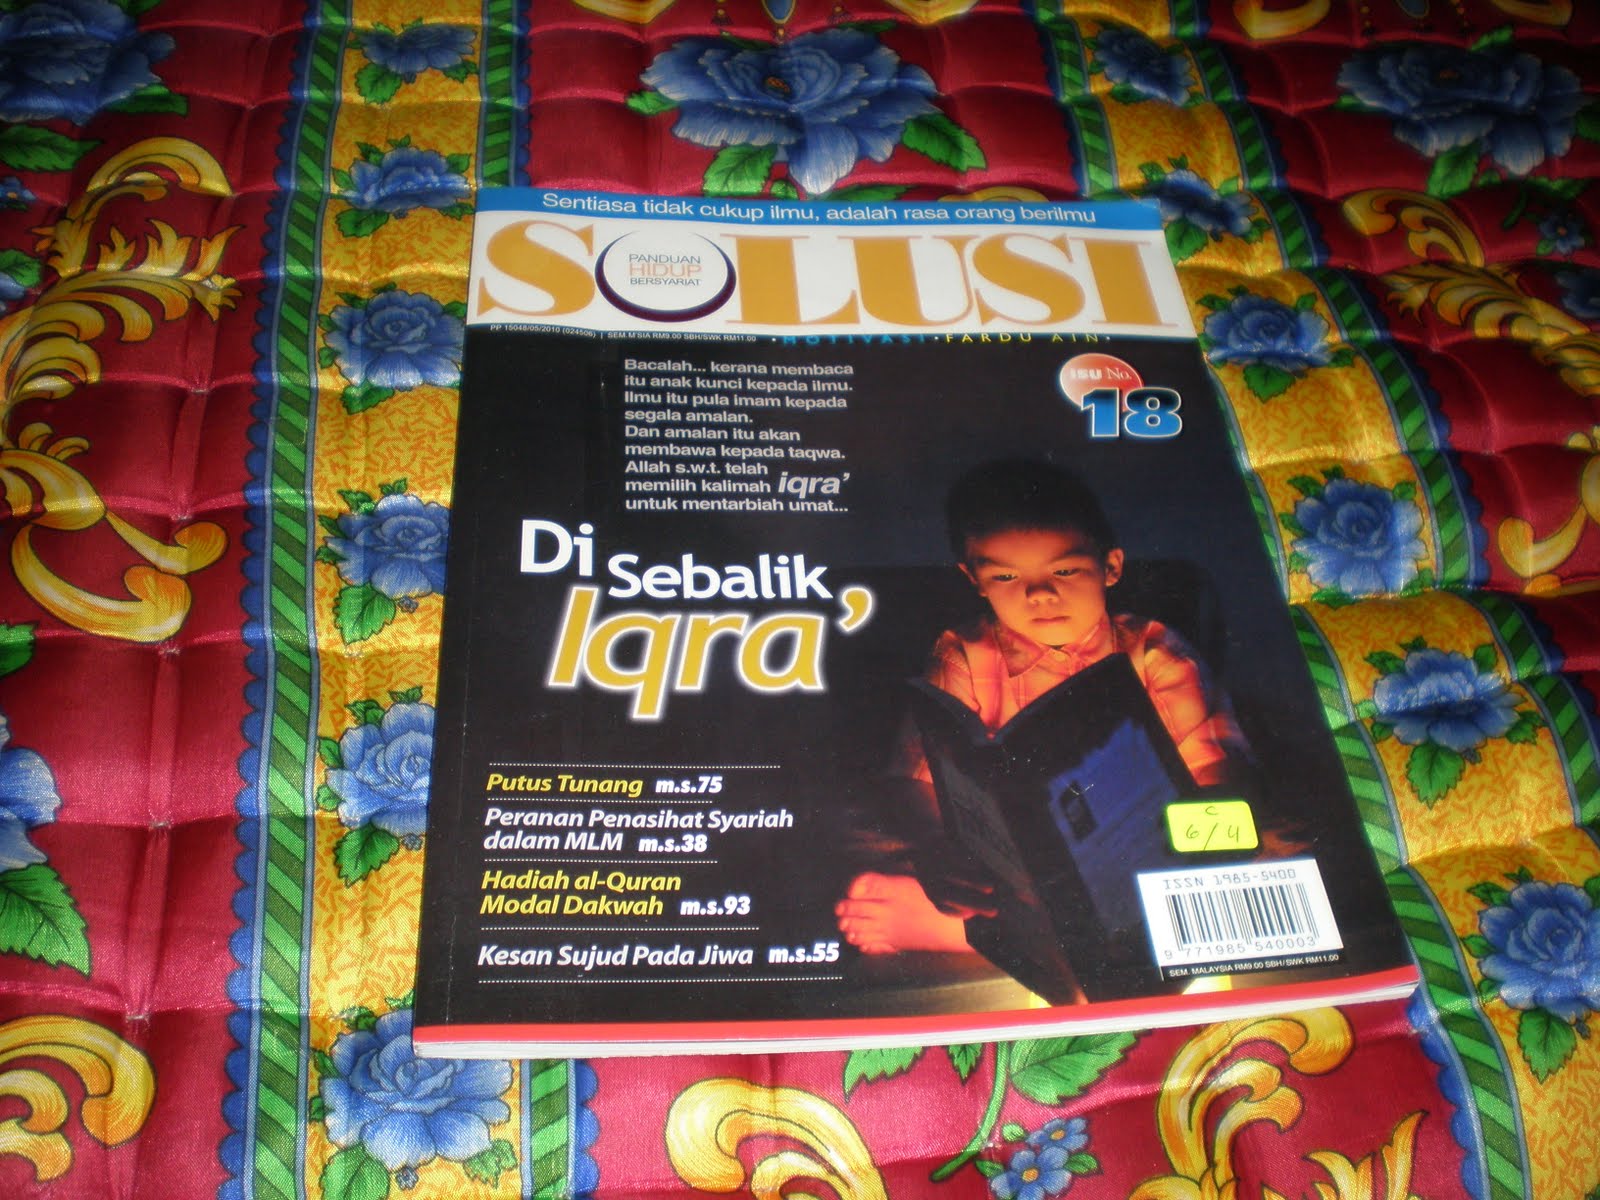 Sentiasa tidak cukup ilmu, adalah rasa orang berilmu
SOLUSI
PANDUAN
HIDUP
BERSYARIAT
PP 15048/05/2010 (024506) | SEM. M'SIA RM9.00 SBH/SWK RM11.00 • MOTIVASI • FARDU AIN •
Bacalah... kerana membaca
itu anak kunci kepada ilmu.
Ilmu itu pula imam kepada
segala amalan.
Dan amalan itu akan
membawa kepada taqwa.
Allah s.w.t. telah
memilih kalimah iqra'
untuk mentarbiah umat...
isu No.
18
Di Sebalik
Iqra'
Putus Tunang m.s.75
Peranan Penasihat Syariah
dalam MLM m.s.38
Hadiah al-Quran
Modal Dakwah m.s.93
Kesan Sujud Pada Jiwa m.s.55
C
6/4
ISSN 1985-5400
9 771985 540003
SEM. MALAYSIA RM9.00 SBH/SWK RM11.00